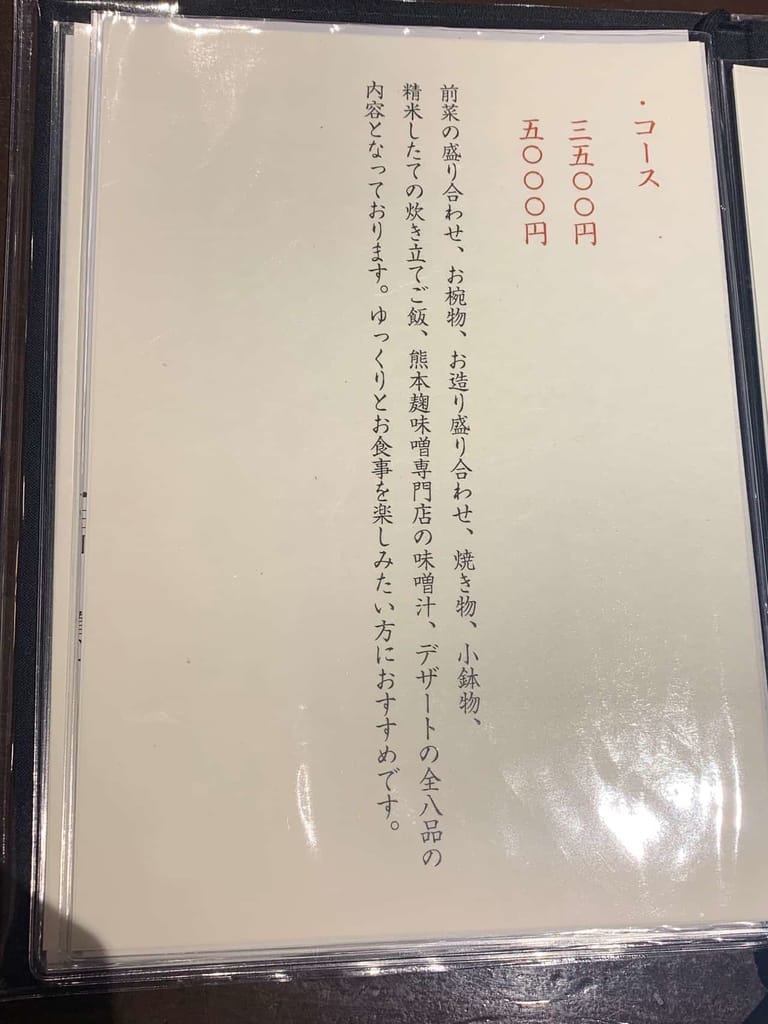 ・コース
三五〇〇円
五〇〇〇円
前菜の盛り合わせ、お椀物、お造り盛り合わせ、焼き物、小鉢物、
精米したての炊き立てご飯、熊本麹味噌専門店の味噌汁、デザートの全八品の
内容となっております。ゆっくりとお食事を楽しみたい方におすすめです。